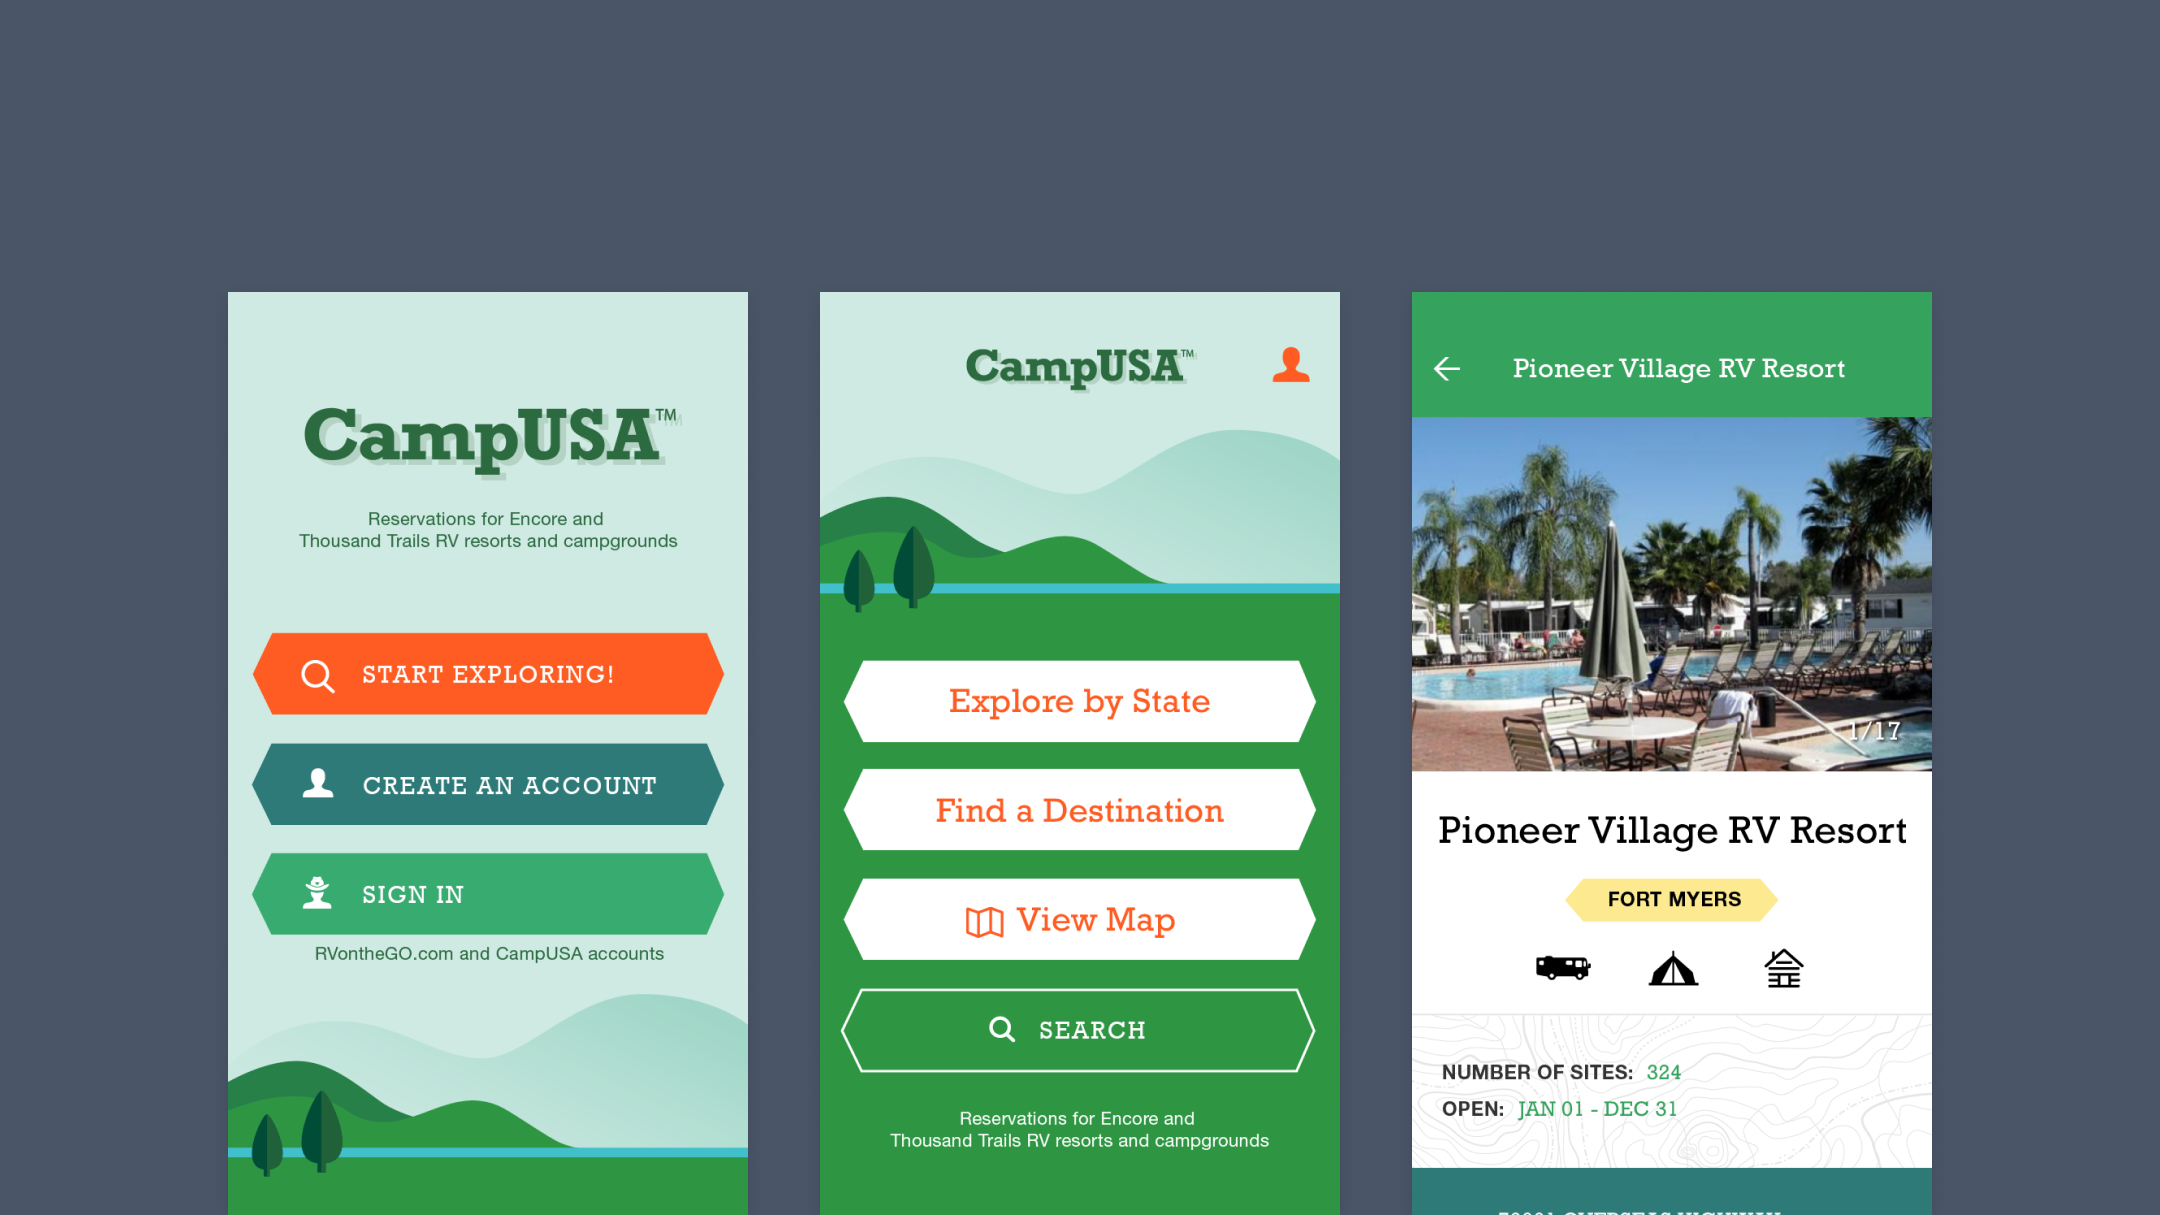 CampUSA™
Reservations for Encore and
Thousand Trails RV resorts and campgrounds
START EXPLORING!
CREATE AN ACCOUNT
SIGN IN
RVontheGO.com and CampUSA accounts
CampUSA™
Explore by State
Find a Destination
View Map
SEARCH
Reservations for Encore and
Thousand Trails RV resorts and campgrounds
Pioneer Village RV Resort
1/17
Pioneer Village RV Resort
FORT MYERS
NUMBER OF SITES: 324
OPEN: JAN 01 - DEC 31
OVERSEAS HIGHWAY